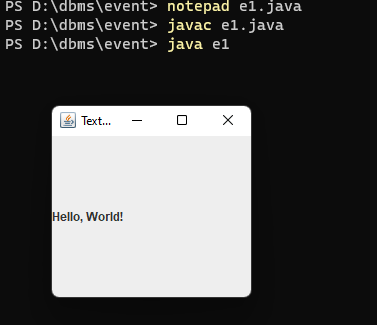 PS D:\dbms\event> notepad e1.java
PS D:\dbms\event> javac e1.java
PS D:\dbms\event> java e1
Text...
Hello, World!